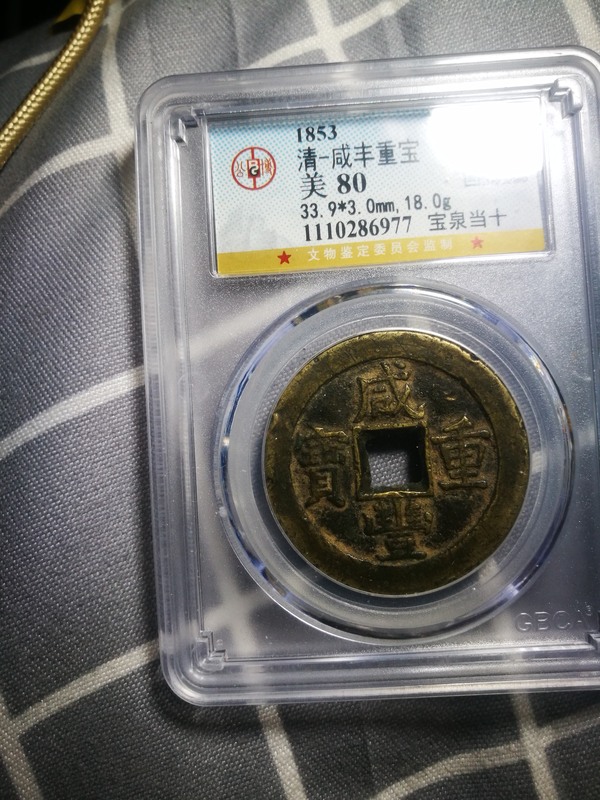 1853
清-咸丰重宝
美 80
33.9*3.0mm,18.0g
1110286977 宝泉当十
★ 文物鉴定委员会监制 ★
咸
寶 重
豐